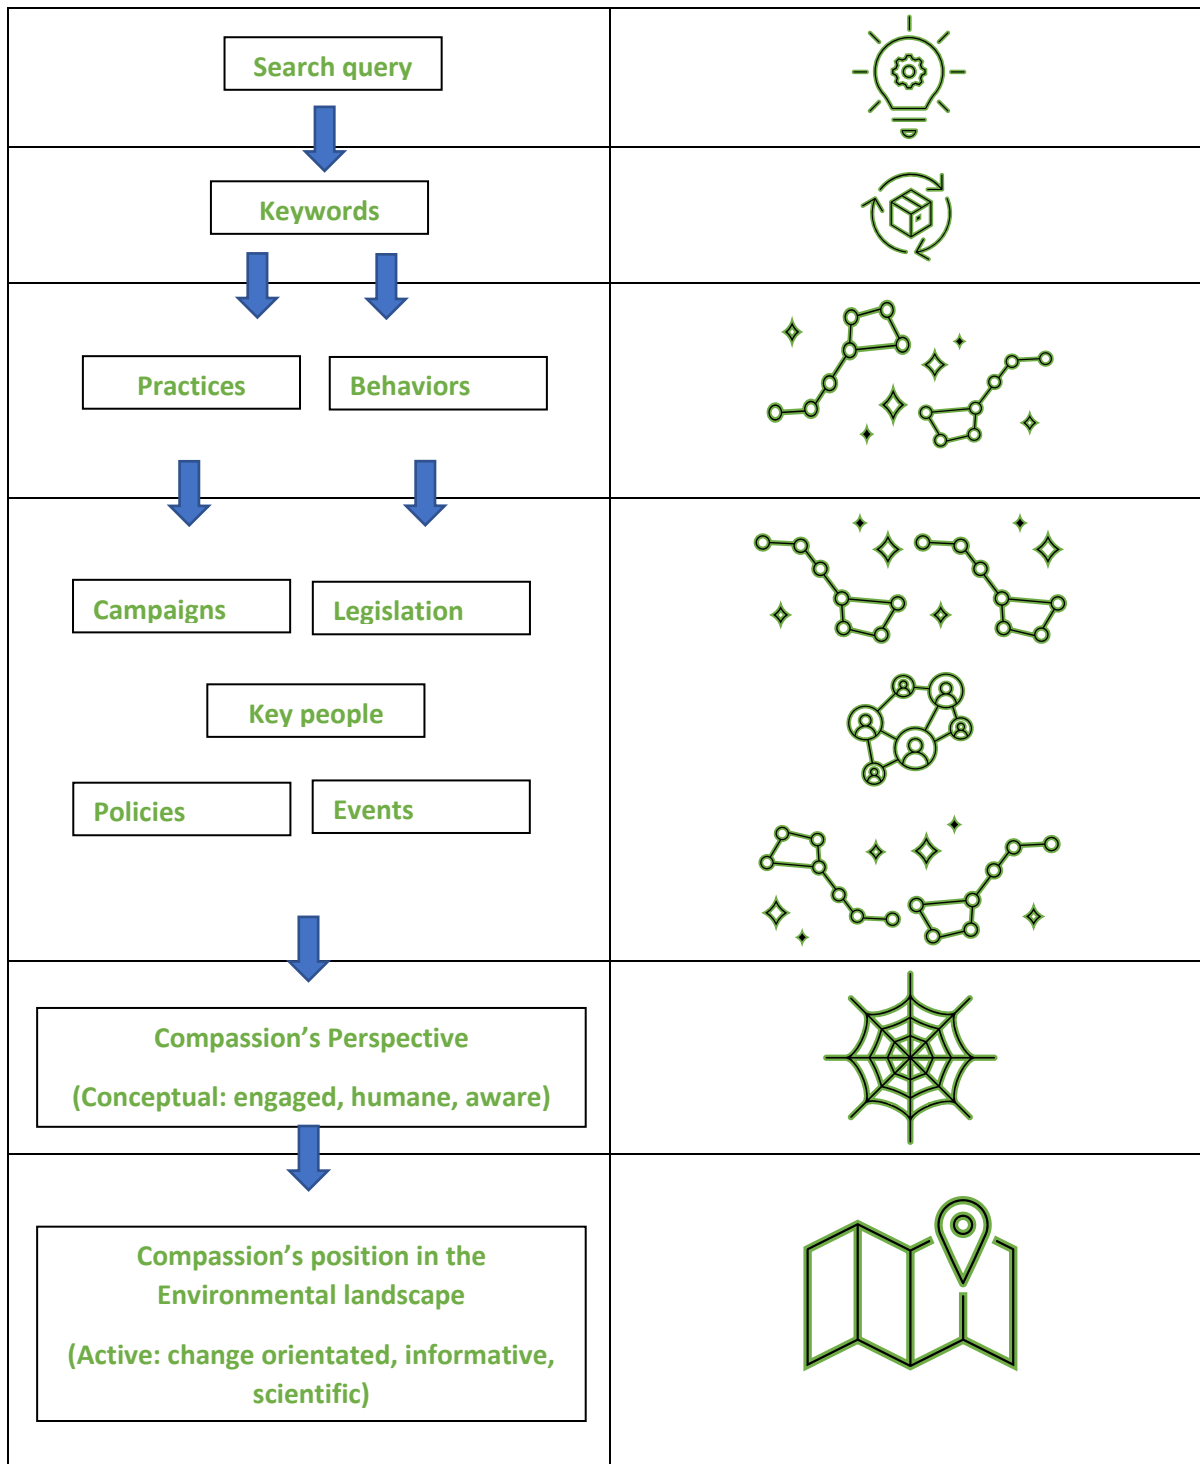 Search query
Keywords
Practices
Behaviors
Campaigns
Legislation
Key people
Policies
Events
Compassion’s Perspective
(Conceptual: engaged, humane, aware)
Compassion’s position in the
Environmental landscape
(Active: change orientated, informative,
scientific)